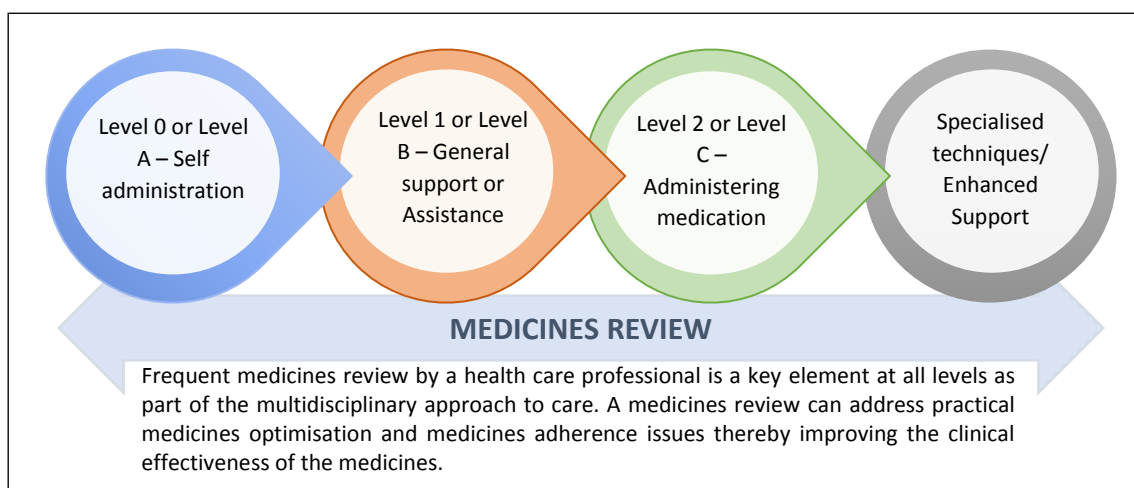 Level 0 or Level
A – Self
administration
Level 1 or Level
B – General
support or
Assistance
Level 2 or Level
C –
Administering
medication
Specialised
techniques/
Enhanced
Support
MEDICINES REVIEW
Frequent medicines review by a health care professional is a key element at all levels as
part of the multidisciplinary approach to care. A medicines review can address practical
medicines optimisation and medicines adherence issues thereby improving the clinical
effectiveness of the medicines.